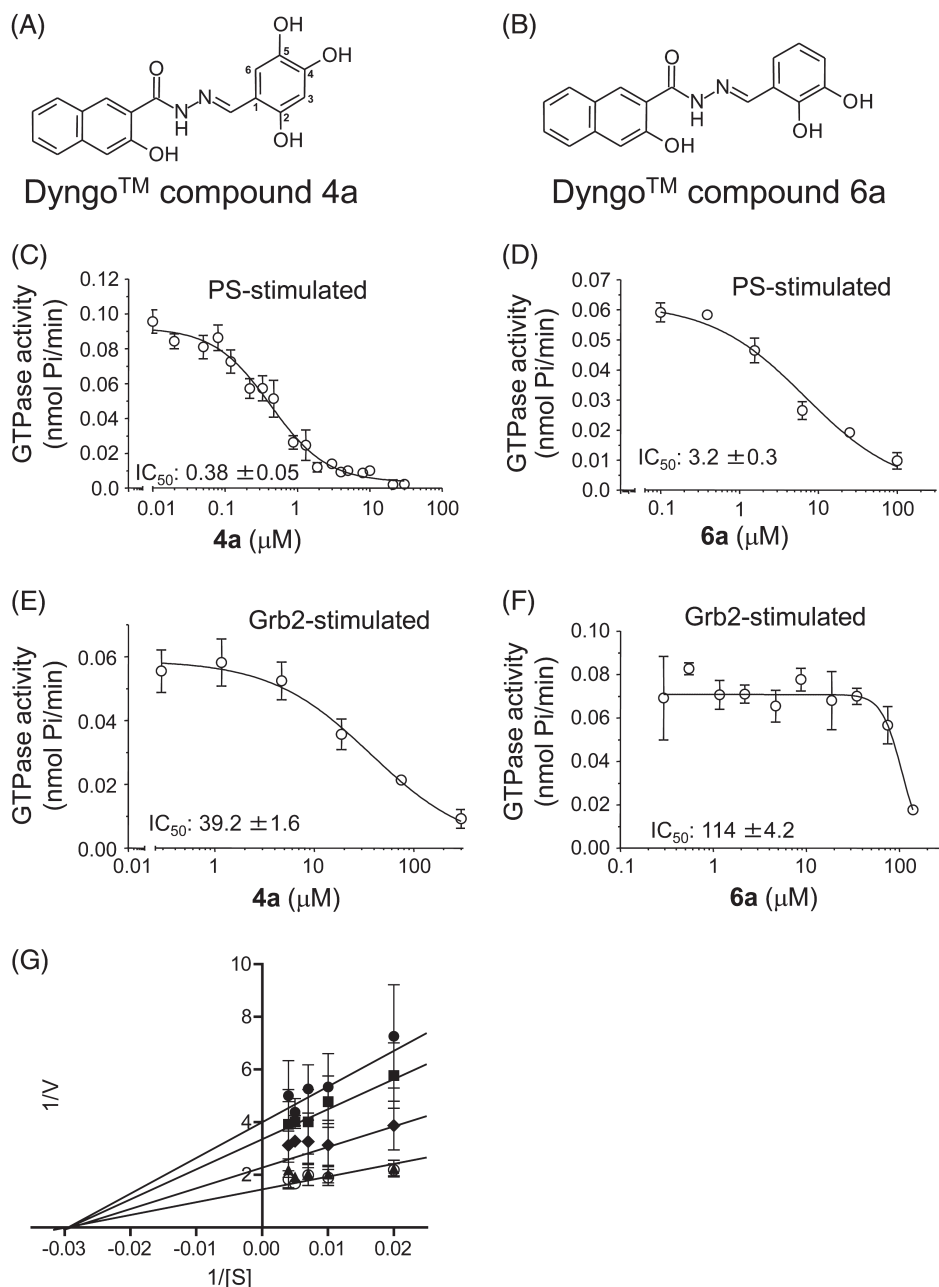 (A)
OH
5
OH
6
4
O
N
3
N
H
1
2
OH
OH
Dyngo™ compound 4a
(B)
O
N
N
H
OH
OH
OH
Dyngo™ compound 6a
(C)
PS-stimulated
GTPase activity
(nmol Pi/min)
0.12
0.10
0.08
0.06
0.04
0.02
0.0
IC50: 0.38 ±0.05
0.01 0.1 1 10 100
4a (µM)
(D)
PS-stimulated
GTPase activity
(nmol Pi/min)
0.07
0.06
0.05
0.04
0.03
0.02
0.01
0.0
IC50: 3.2 ±0.3
0.1 1 10 100
6a (µM)
(E)
Grb2-stimulated
GTPase activity
(nmol Pi/min)
0.06
0.04
0.02
0.00
IC50: 39.2 ±1.6
0.01 1 10 100
4a (µM)
(F)
Grb2-stimulated
GTPase activity
(nmol Pi/min)
0.10
0.08
0.06
0.04
0.02
0.00
IC50: 114 ±4.2
0.1 1 10 100
6a (µM)
(G)
1/V
10
8
6
4
2
-0.03 -0.02 -0.01 0.00 0.01 0.02
1/[S]